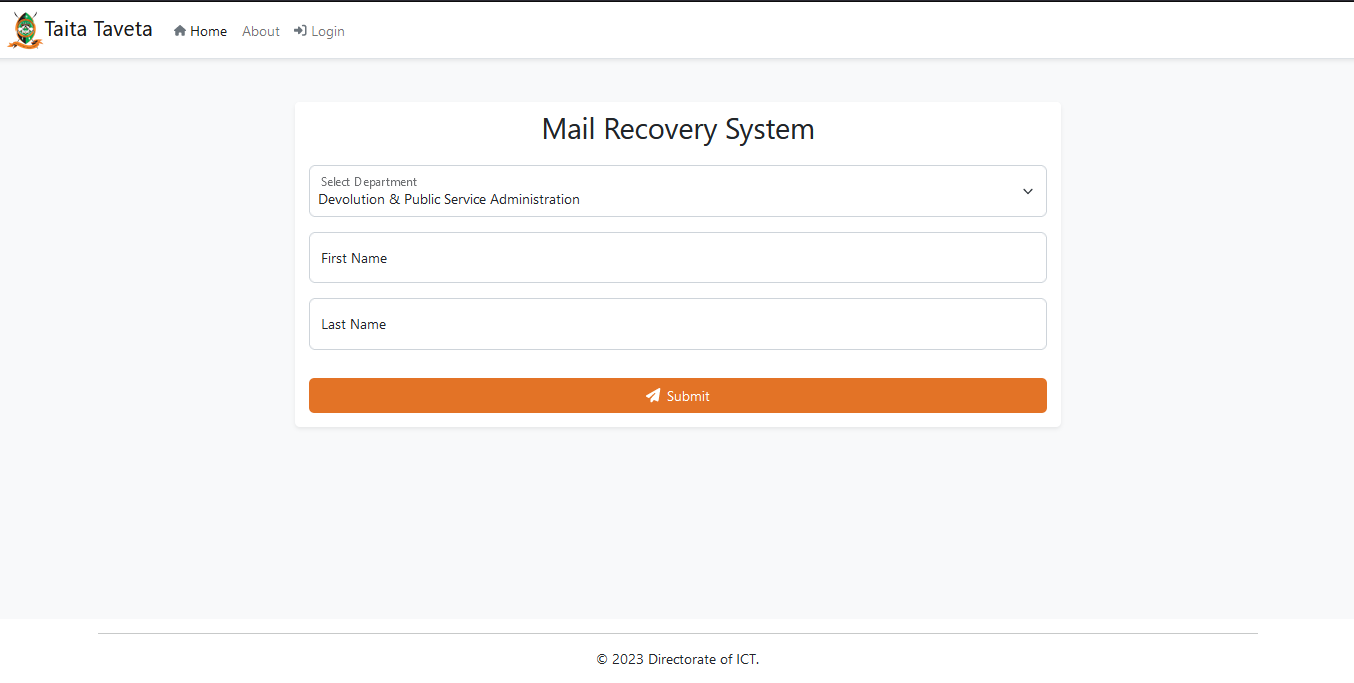 Taita Taveta Home About Login
Mail Recovery System
Select Department
Devolution & Public Service Administration
First Name
Last Name
Submit
© 2023 Directorate of ICT.